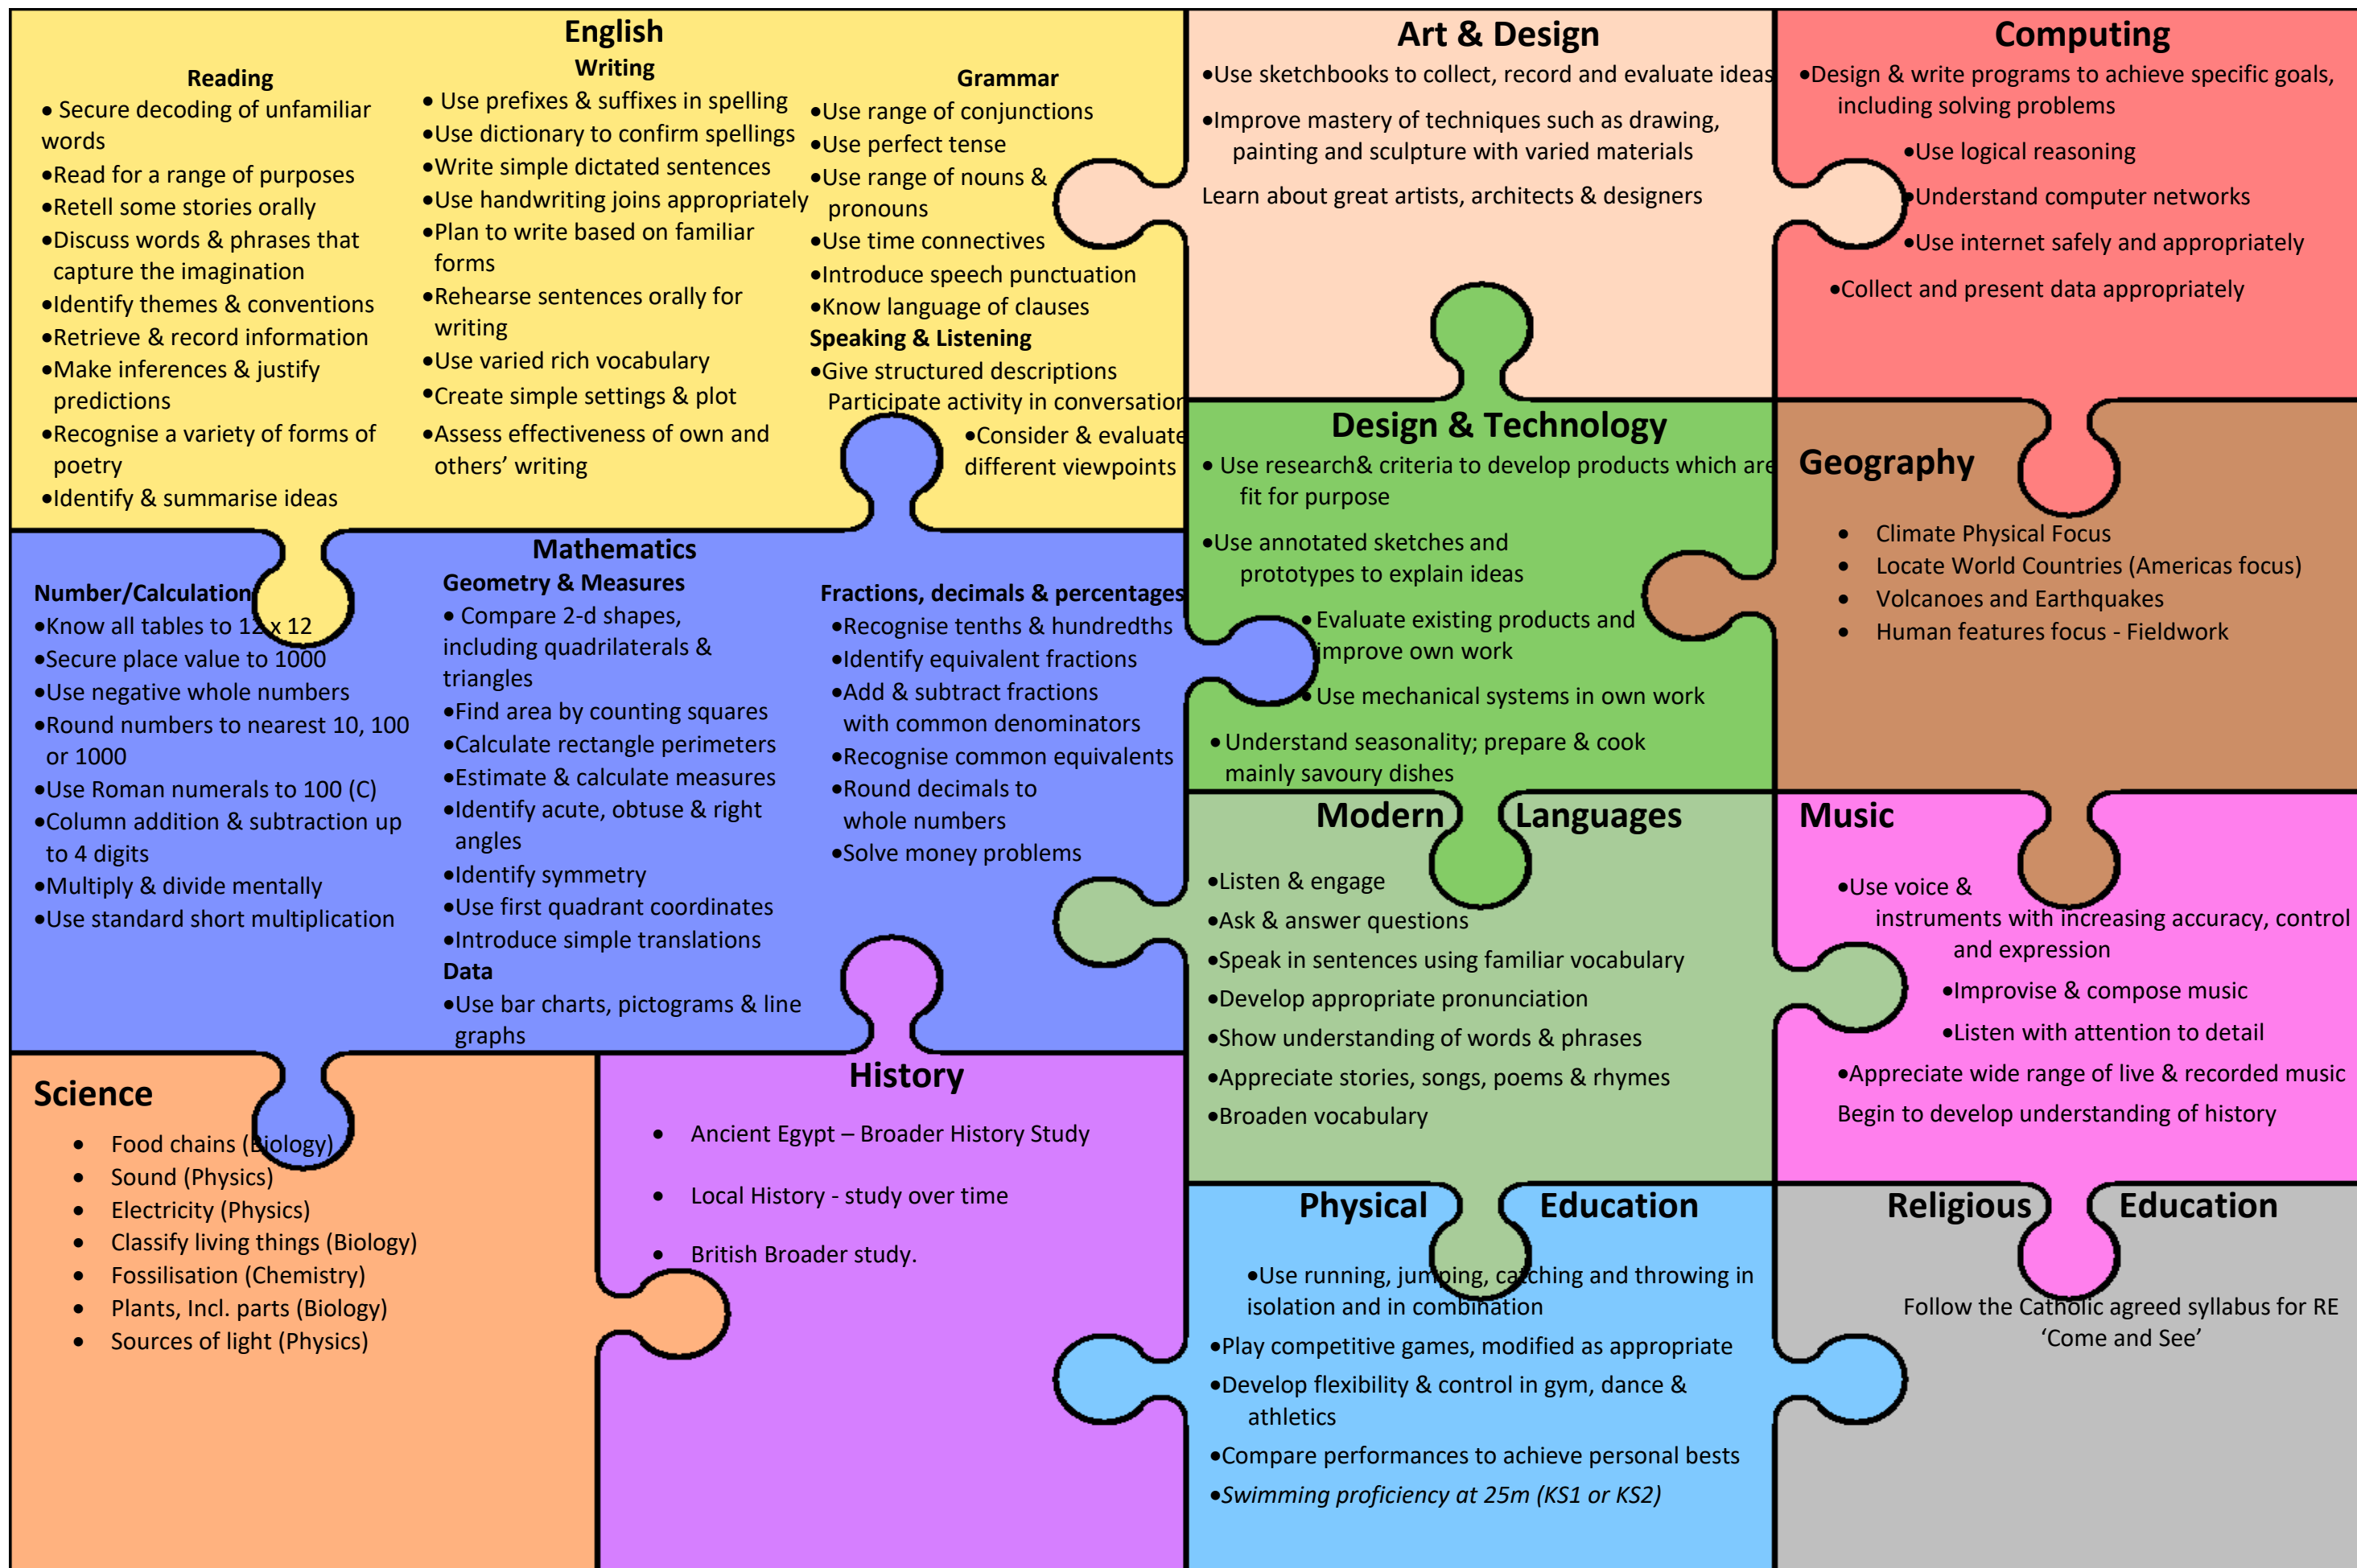 English
Reading
• Secure decoding of unfamiliar
words
•Read for a range of purposes
•Retell some stories orally
•Discuss words & phrases that
capture the imagination
•Identify themes & conventions
•Retrieve & record information
•Make inferences & justify
predictions
•Recognise a variety of forms of
poetry
•Identify & summarise ideas
Writing
• Use prefixes & suffixes in spelling
•Use dictionary to confirm spellings
•Write simple dictated sentences
•Use handwriting joins appropriately
•Plan to write based on familiar
forms
•Rehearse sentences orally for
writing
•Use varied rich vocabulary
•Create simple settings & plot
•Assess effectiveness of own and
others’ writing
Grammar
•Use range of conjunctions
•Use perfect tense
•Use range of nouns &
pronouns
•Use time connectives
•Introduce speech punctuation
•Know language of clauses
Speaking & Listening
•Give structured descriptions
Participate activity in conversation
•Consider & evaluate
different viewpoints
Art & Design
•Use sketchbooks to collect, record and evaluate ideas
•Improve mastery of techniques such as drawing,
painting and sculpture with varied materials
Learn about great artists, architects & designers
Computing
•Design & write programs to achieve specific goals,
including solving problems
•Use logical reasoning
•Understand computer networks
•Use internet safely and appropriately
•Collect and present data appropriately
Design & Technology
• Use research& criteria to develop products which are
fit for purpose
•Use annotated sketches and
prototypes to explain ideas
•Evaluate existing products and
improve own work
•Use mechanical systems in own work
•Understand seasonality; prepare & cook
mainly savoury dishes
Geography
• Climate Physical Focus
• Locate World Countries (Americas focus)
• Volcanoes and Earthquakes
• Human features focus - Fieldwork
Mathematics
Number/Calculation
•Know all tables to 12 x 12
•Secure place value to 1000
•Use negative whole numbers
•Round numbers to nearest 10, 100
or 1000
•Use Roman numerals to 100 (C)
•Column addition & subtraction up
to 4 digits
•Multiply & divide mentally
•Use standard short multiplication
Geometry & Measures
• Compare 2-d shapes,
including quadrilaterals &
triangles
•Find area by counting squares
•Calculate rectangle perimeters
•Estimate & calculate measures
•Identify acute, obtuse & right
angles
•Identify symmetry
•Use first quadrant coordinates
•Introduce simple translations
Data
•Use bar charts, pictograms & line
graphs
Fractions, decimals & percentages
•Recognise tenths & hundredths
•Identify equivalent fractions
•Add & subtract fractions
with common denominators
•Recognise common equivalents
•Round decimals to
whole numbers
•Solve money problems
Modern Languages
•Listen & engage
•Ask & answer questions
•Speak in sentences using familiar vocabulary
•Develop appropriate pronunciation
•Show understanding of words & phrases
•Appreciate stories, songs, poems & rhymes
•Broaden vocabulary
Music
•Use voice &
instruments with increasing accuracy, control
and expression
•Improvise & compose music
•Listen with attention to detail
•Appreciate wide range of live & recorded music
Begin to develop understanding of history
Science
• Food chains (Biology)
• Sound (Physics)
• Electricity (Physics)
• Classify living things (Biology)
• Fossilisation (Chemistry)
• Plants, Incl. parts (Biology)
• Sources of light (Physics)
History
• Ancient Egypt – Broader History Study
• Local History - study over time
• British Broader study.
Physical Education
•Use running, jumping, catching and throwing in
isolation and in combination
•Play competitive games, modified as appropriate
•Develop flexibility & control in gym, dance &
athletics
•Compare performances to achieve personal bests
•Swimming proficiency at 25m (KS1 or KS2)
Religious Education
Follow the Catholic agreed syllabus for RE
‘Come and See’